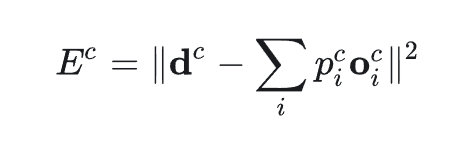 $E^c = \|\mathbf{d}^c - \sum_i p_i^c \mathbf{o}_i^c\|^2$